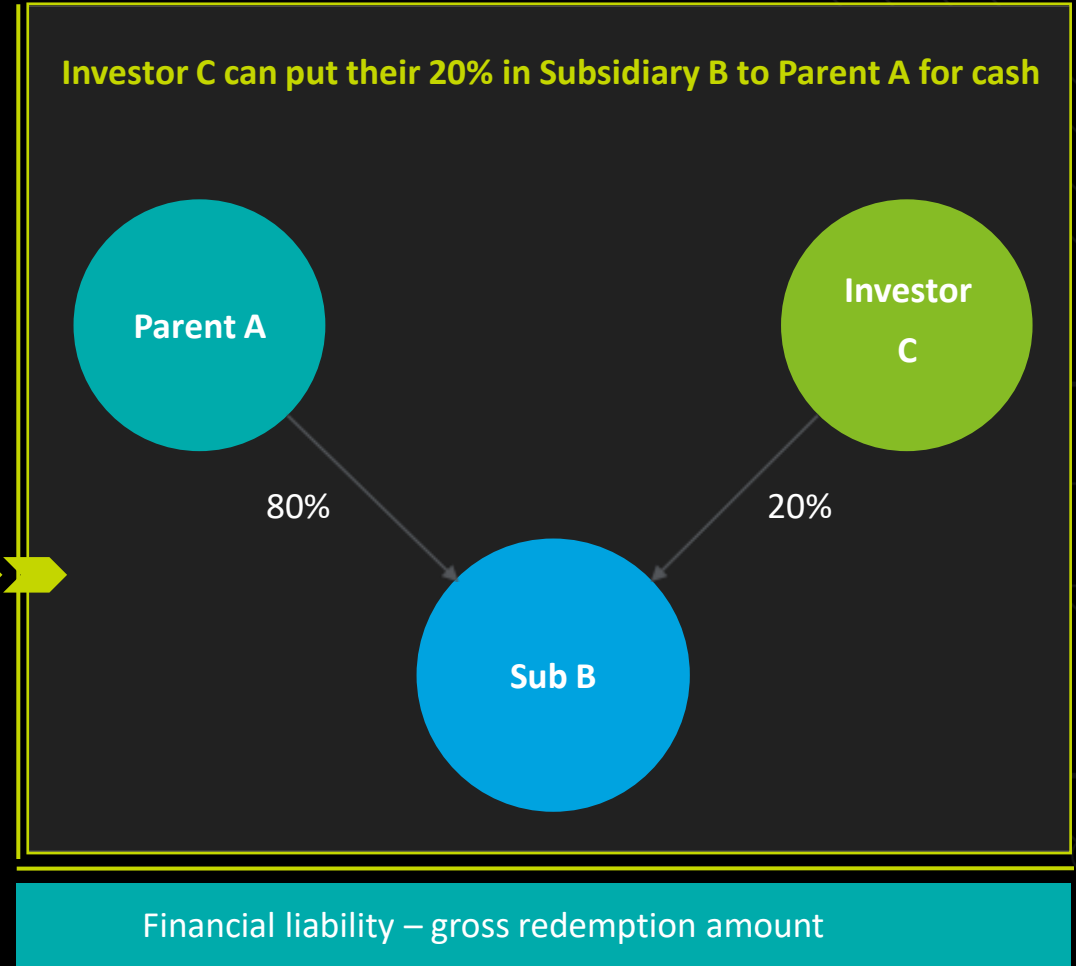 Investor C can put their 20% in Subsidiary B to Parent A for cash
Parent A
Investor
C
80%
20%
Sub B
Financial liability – gross redemption amount